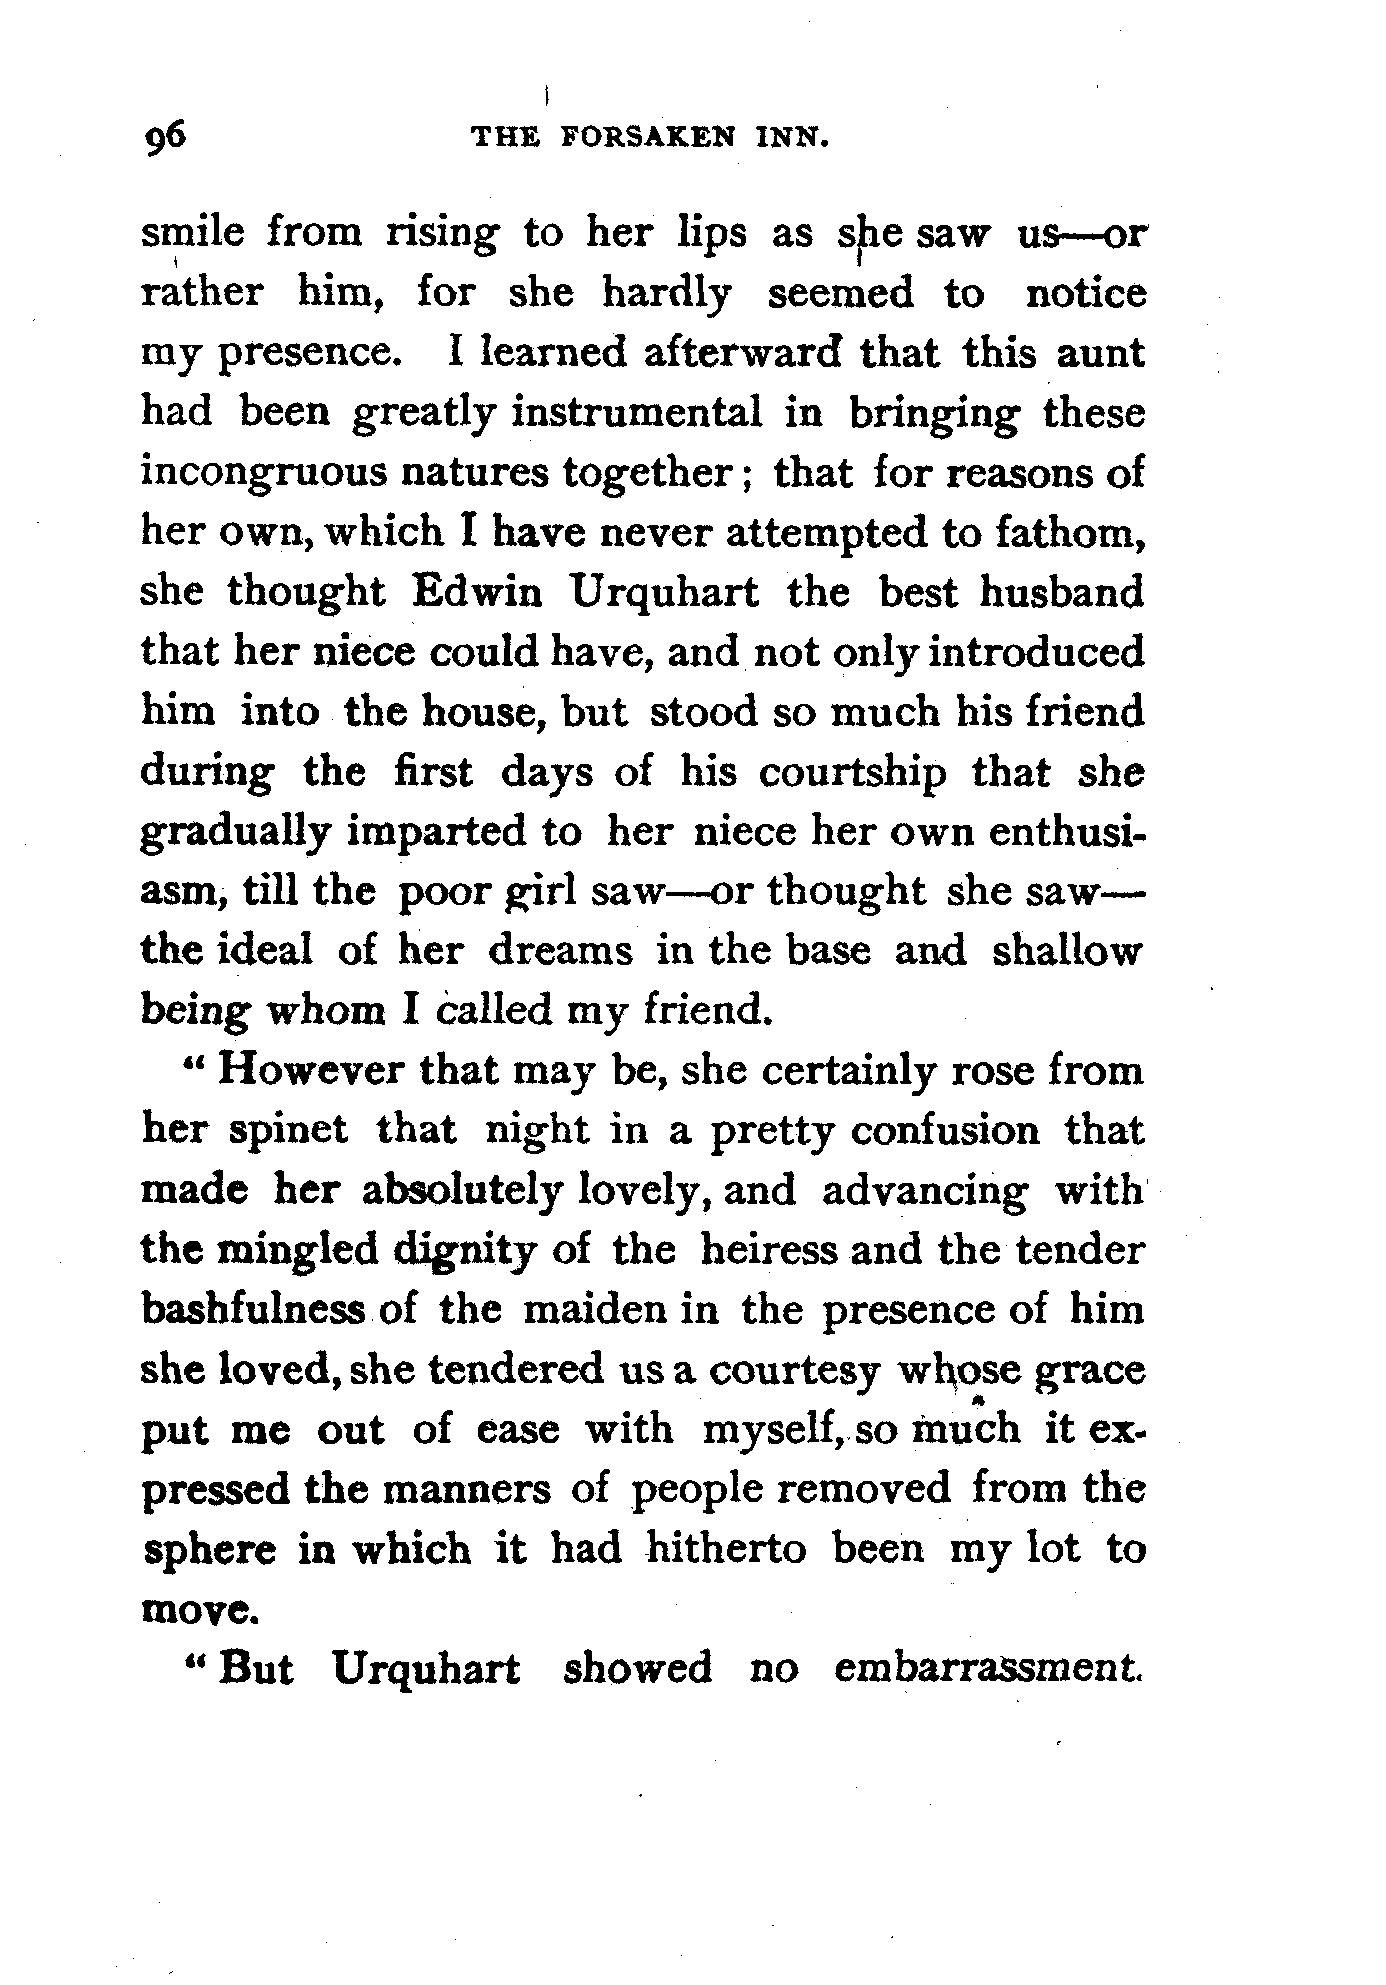 96 THE FORSAKEN INN.
smile from rising to her lips as she saw us—or
rather him, for she hardly seemed to notice
my presence. I learned afterward that this aunt
had been greatly instrumental in bringing these
incongruous natures together; that for reasons of
her own, which I have never attempted to fathom,
she thought Edwin Urquhart the best husband
that her niece could have, and not only introduced
him into the house, but stood so much his friend
during the first days of his courtship that she
gradually imparted to her niece her own enthusi-
asm, till the poor girl saw—or thought she saw—
the ideal of her dreams in the base and shallow
being whom I called my friend.
“ However that may be, she certainly rose from
her spinet that night in a pretty confusion that
made her absolutely lovely, and advancing with
the mingled dignity of the heiress and the tender
bashfulness of the maiden in the presence of him
she loved, she tendered us a courtesy whose grace
put me out of ease with myself, so much it ex-
pressed the manners of people removed from the
sphere in which it had hitherto been my lot to
move.
“ But Urquhart showed no embarrassment.